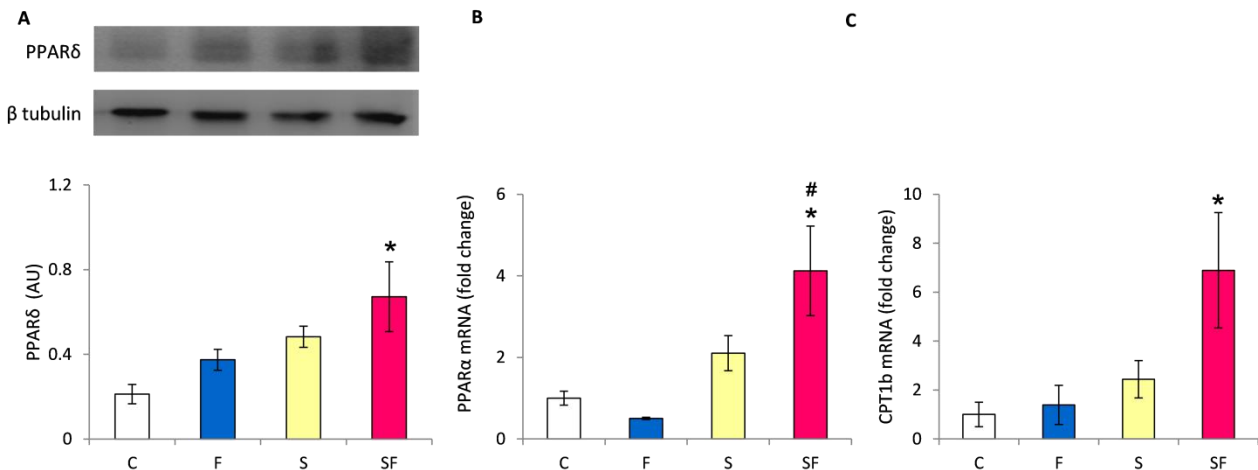 A
PPARδ
β tubulin
PPARδ (AU)
1.2
0.8
0.4
0
*
C F S SF
B
PPARα mRNA (fold change)
6
4
2
0
#
*
C F S SF
C
CPT1b mRNA (fold change)
10
8
6
4
2
0
*
C F S SF